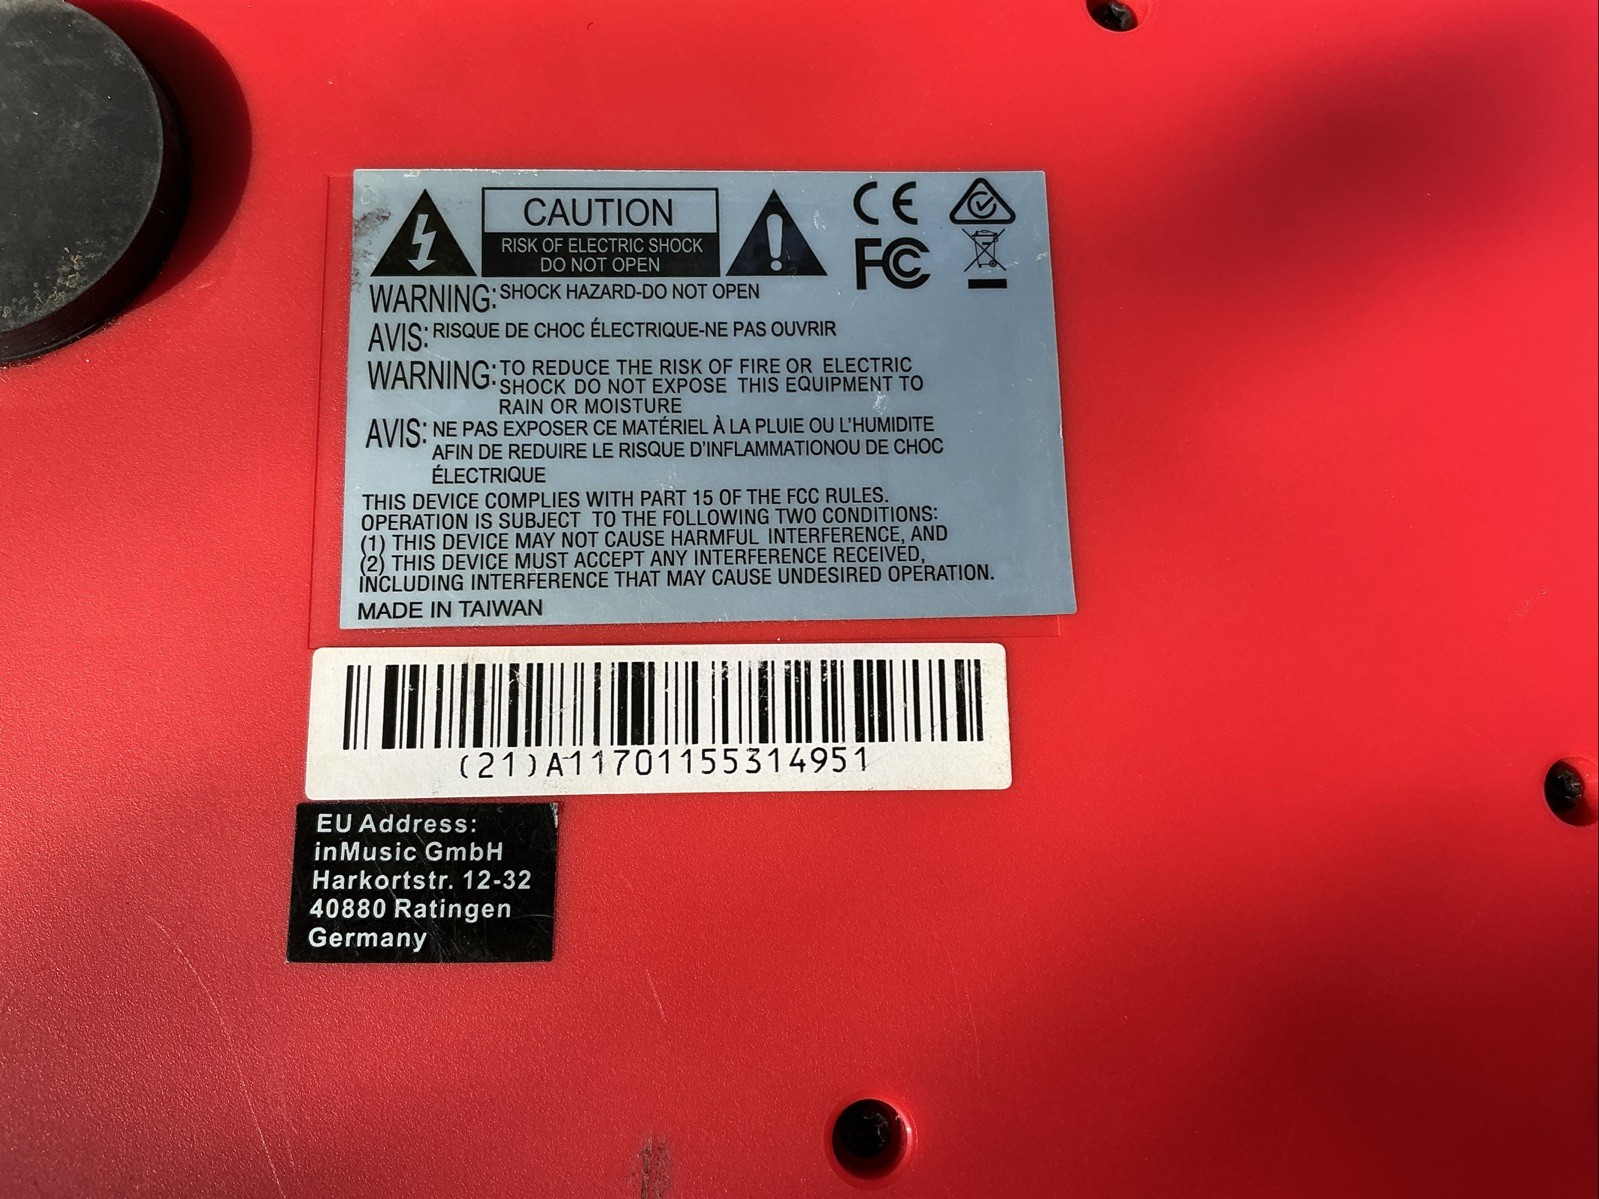 CAUTION
RISK OF ELECTRIC SHOCK
DO NOT OPEN
CE
FC
WARNING: SHOCK HAZARD-DO NOT OPEN
AVIS: RISQUE DE CHOC ÉLECTRIQUE-NE PAS OUVRIR
WARNING: TO REDUCE THE RISK OF FIRE OR ELECTRIC
SHOCK DO NOT EXPOSE THIS EQUIPMENT TO
RAIN OR MOISTURE
AVIS: NE PAS EXPOSER CE MATÉRIEL À LA PLUIE OU L'HUMIDITE
AFIN DE REDUIRE LE RISQUE D'INFLAMMATIONOU DE CHOC
ÉLECTRIQUE
THIS DEVICE COMPLIES WITH PART 15 OF THE FCC RULES.
OPERATION IS SUBJECT TO THE FOLLOWING TWO CONDITIONS:
(1) THIS DEVICE MAY NOT CAUSE HARMFUL INTERFERENCE, AND
(2) THIS DEVICE MUST ACCEPT ANY INTERFERENCE RECEIVED,
INCLUDING INTERFERENCE THAT MAY CAUSE UNDESIRED OPERATION.
MADE IN TAIWAN
(21)A11701155314951
EU Address:
inMusic GmbH
Harkortstr. 12-32
40880 Ratingen
Germany